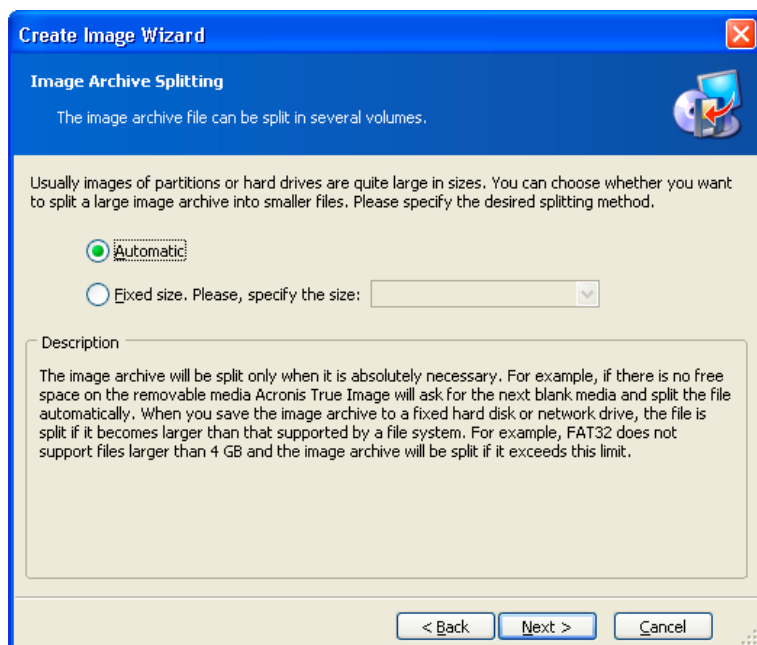 Create Image Wizard
Image Archive Splitting
The image archive file can be split in several volumes.
Usually images of partitions or hard drives are quite large in sizes. You can choose whether you want
to split a large image archive into smaller files. Please specify the desired splitting method.
Automatic
Fixed size. Please, specify the size:
Description
The image archive will be split only when it is absolutely necessary. For example, if there is no free
space on the removable media Acronis True Image will ask for the next blank media and split the file
automatically. When you save the image archive to a fixed hard disk or network drive, the file is
split if it becomes larger than that supported by a file system. For example, FAT32 does not
support files larger than 4 GB and the image archive will be split if it exceeds this limit.
< Back
Next >
Cancel